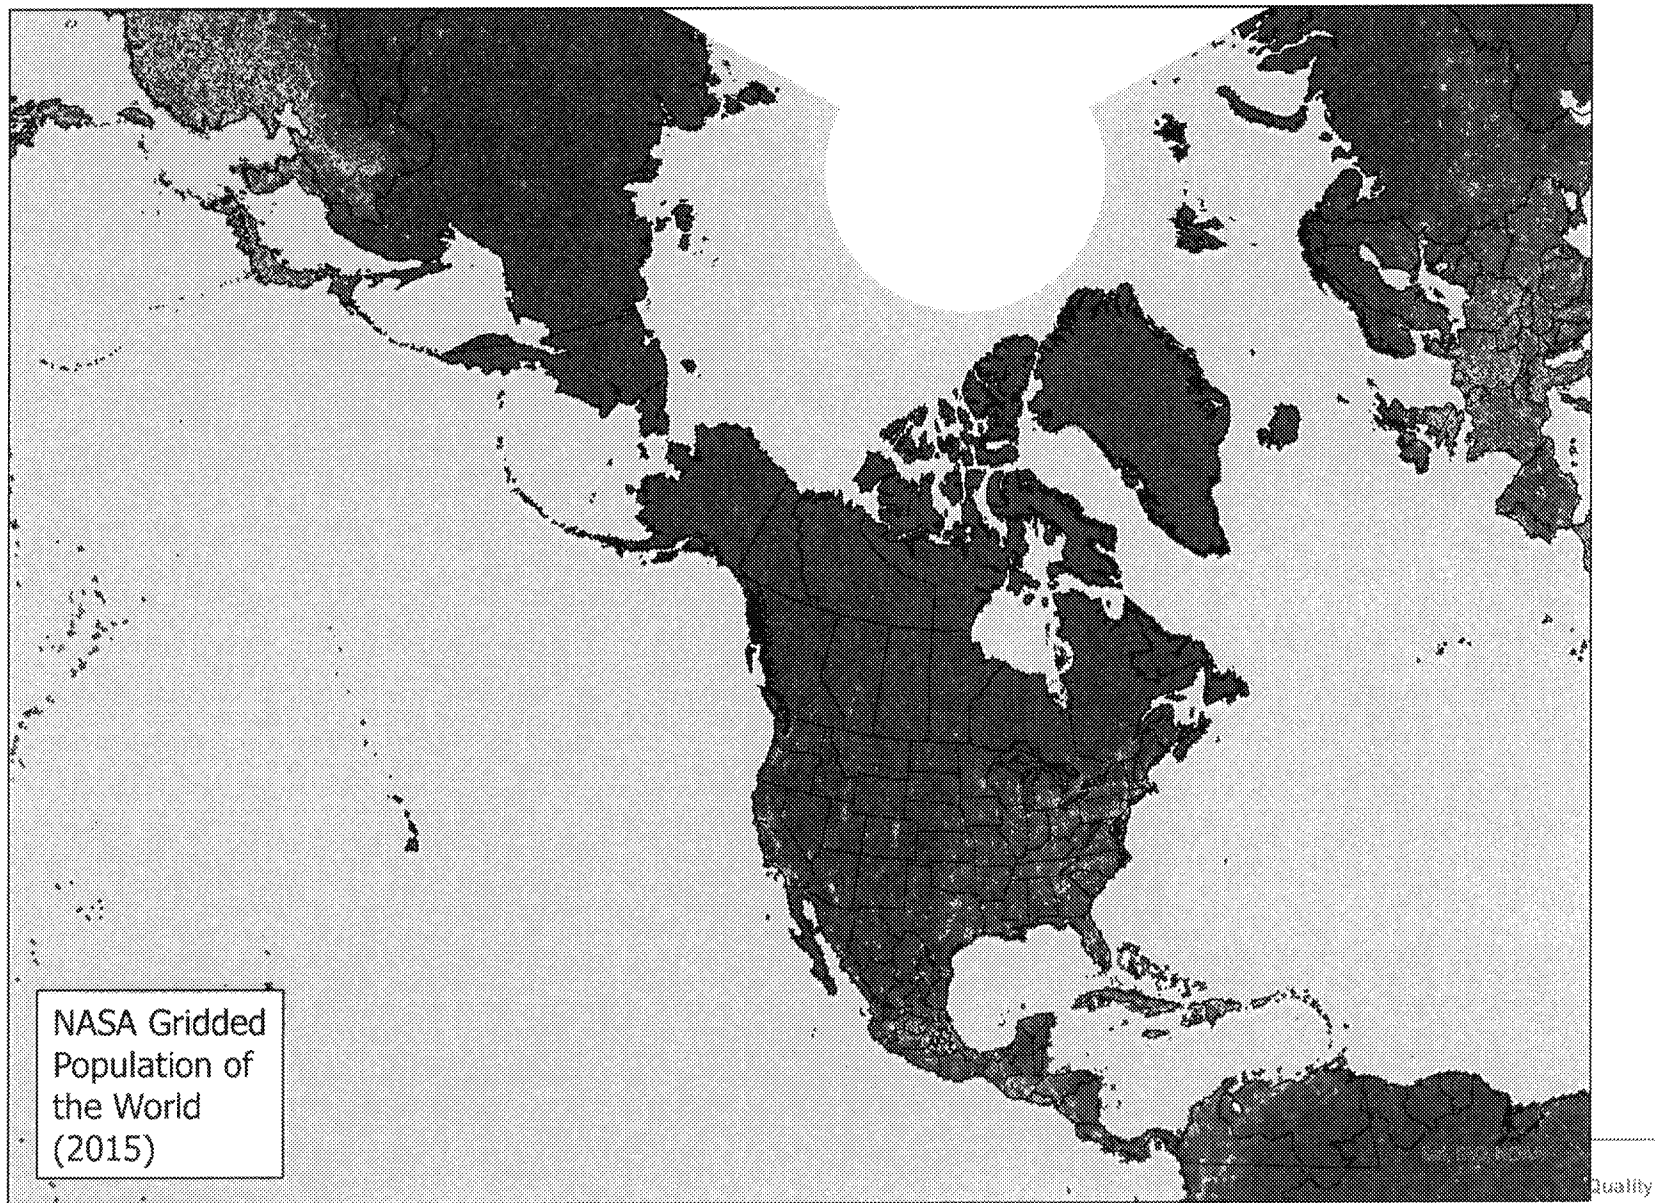 NASA Gridded
Population of
the World
(2015)
Quality